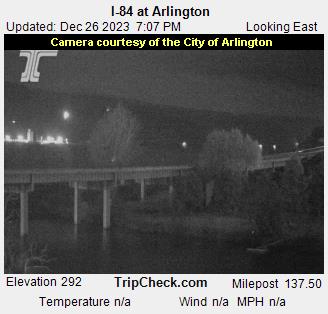 I-84 at Arlington
Updated: Dec 26 2023 7:07 PM Looking East
Camera courtesy of the City of Arlington
Elevation 292 TripCheck.com Milepost 137.50
Temperature n/a Wind n/a MPH n/a